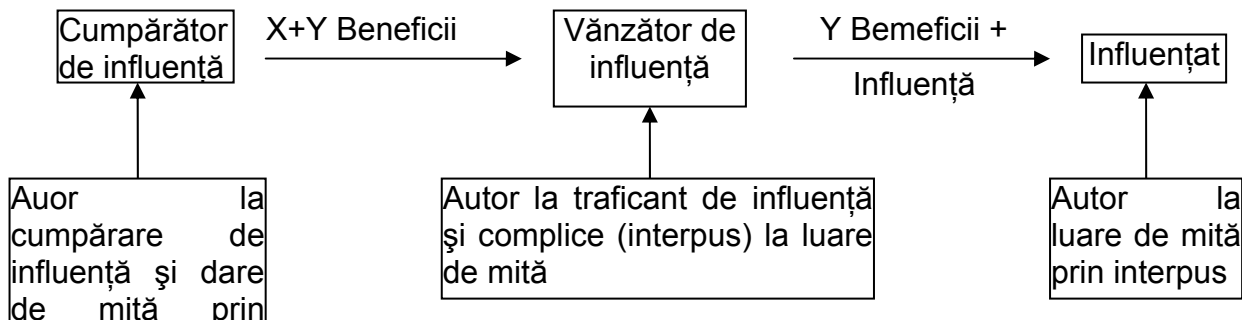 Cumpărător
de influență
X+Y Beneficii
Vănzător de
influență
Y Bemeficii +
Influență
Influențat
Auor la
cumpărare de
influență şi dare
de mită prin
Autor la traficant de influență
şi complice (interpus) la luare
de mită
Autor la
luare de mită
prin interpus